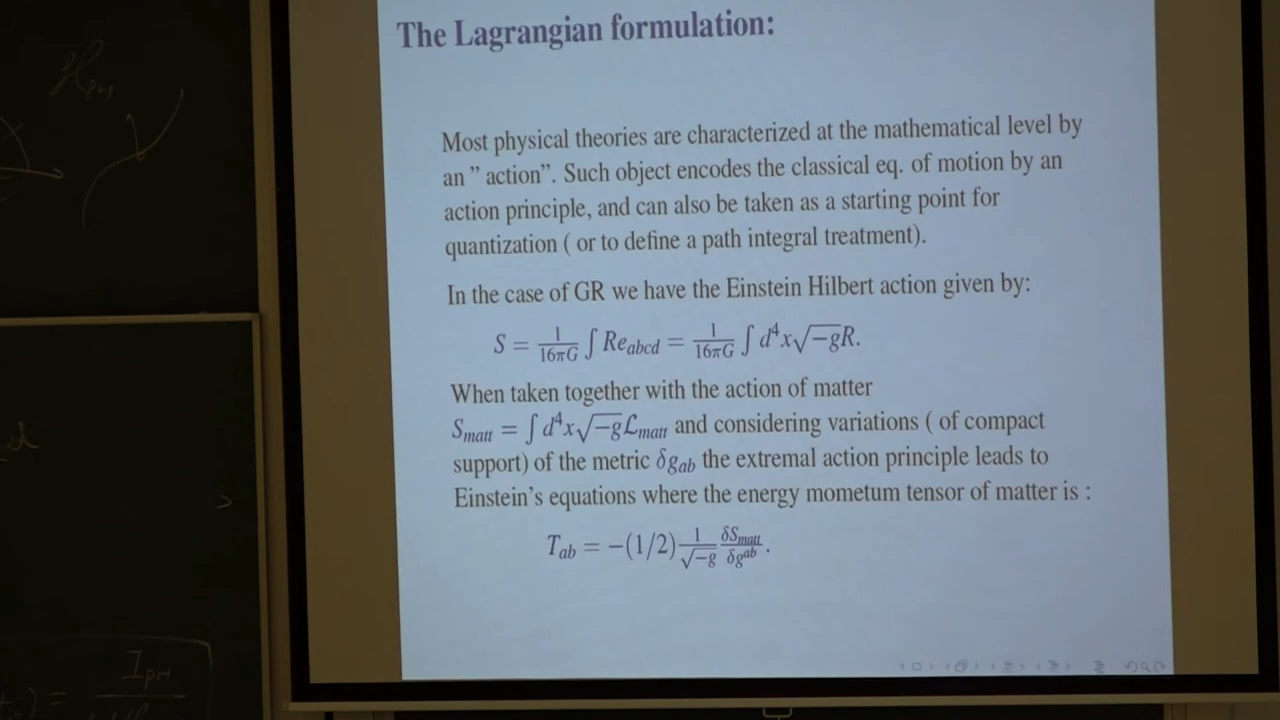 The Lagrangian formulation:
Most physical theories are characterized at the mathematical level by
an ” action”. Such object encodes the classical eq. of motion by an
action principle, and can also be taken as a starting point for
quantization ( or to define a path integral treatment).
In the case of GR we have the Einstein Hilbert action given by:
S = 1/16πG ∫ Re_abcd = 1/16πG ∫ d⁴x√−g R.
When taken together with the action of matter
S_matt = ∫ d⁴x√−g ℒ_matt and considering variations ( of compact
support) of the metric δg_ab the extremal action principle leads to
Einstein’s equations where the energy mometum tensor of matter is :
T_ab = −(1/2) 1/√−g δS_matt/δg^ab.